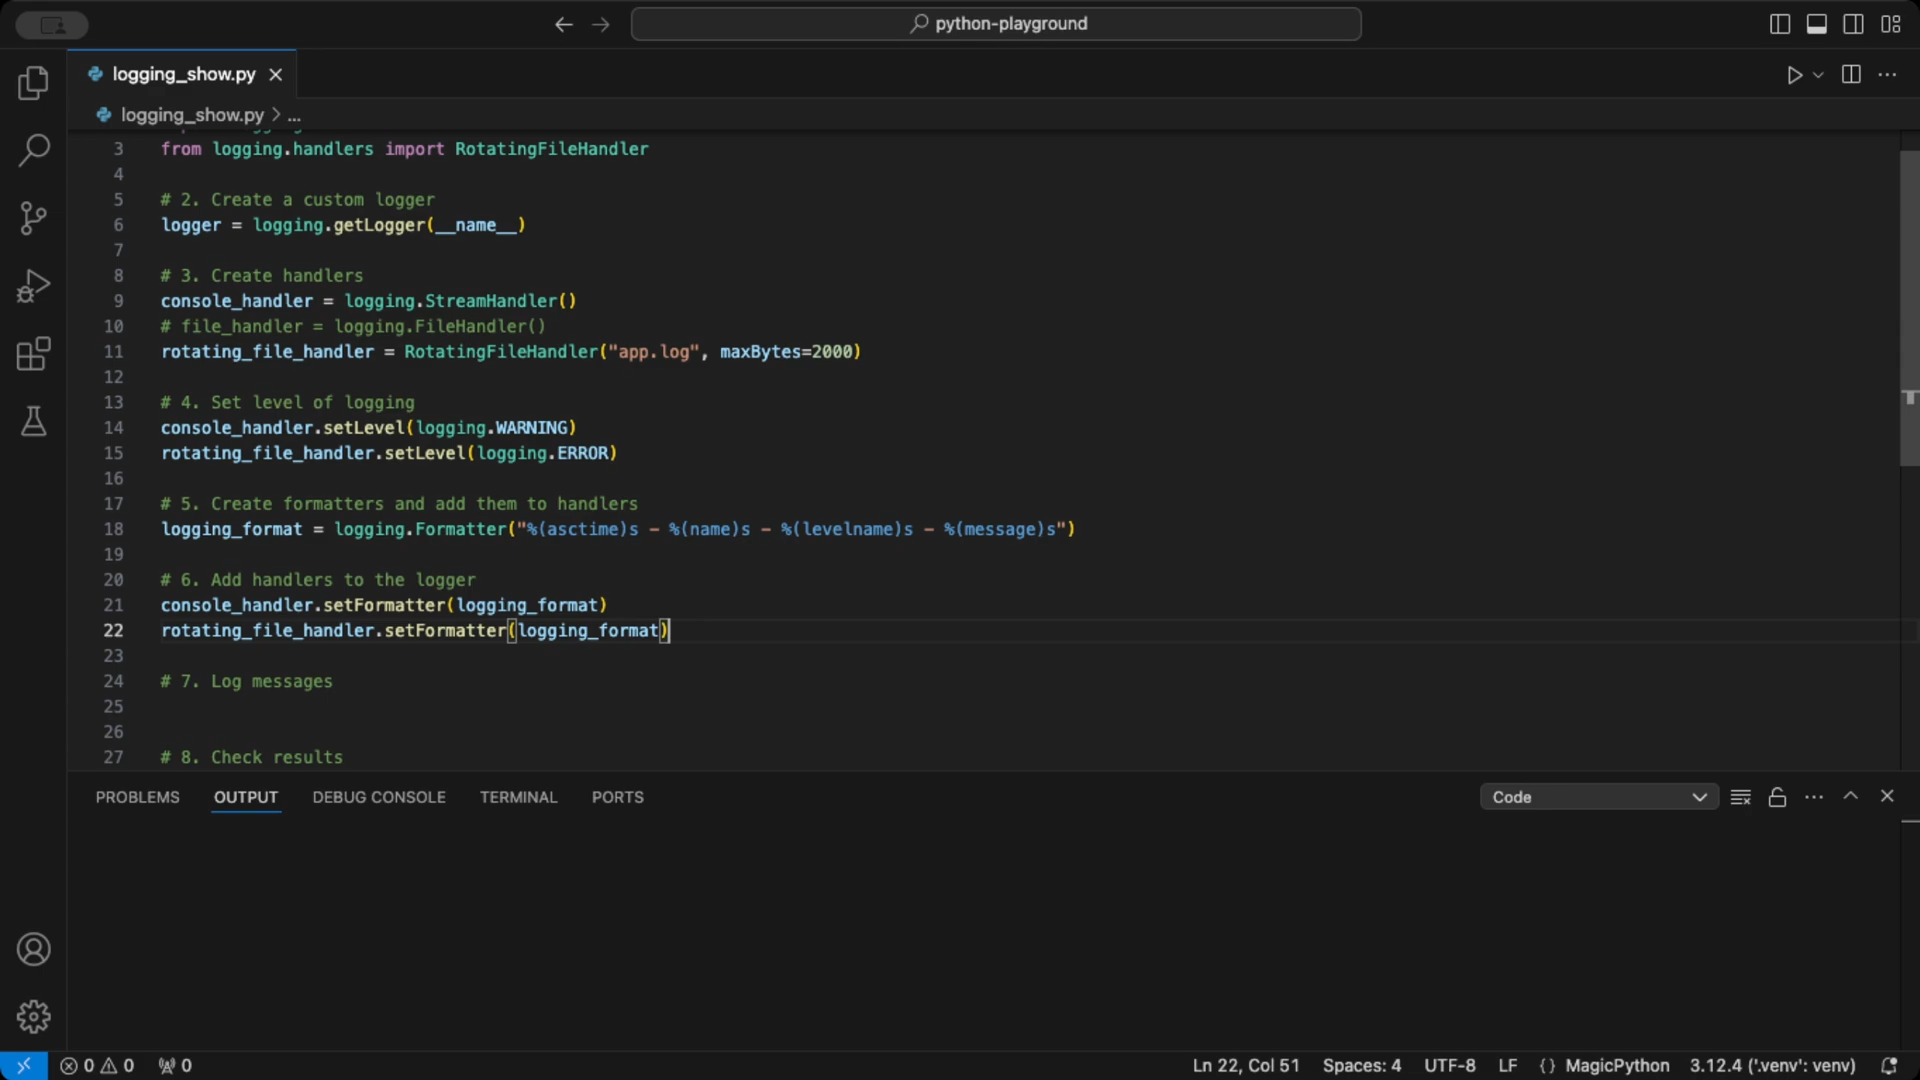 python-playground
logging_show.py
logging_show.py > ...
3 from logging.handlers import RotatingFileHandler
4
5 # 2. Create a custom logger
6 logger = logging.getLogger(__name__)
7
8 # 3. Create handlers
9 console_handler = logging.StreamHandler()
10 # file_handler = logging.FileHandler()
11 rotating_file_handler = RotatingFileHandler("app.log", maxBytes=2000)
12
13 # 4. Set level of logging
14 console_handler.setLevel(logging.WARNING)
15 rotating_file_handler.setLevel(logging.ERROR)
16
17 # 5. Create formatters and add them to handlers
18 logging_format = logging.Formatter("%(asctime)s - %(name)s - %(levelname)s - %(message)s")
19
20 # 6. Add handlers to the logger
21 console_handler.setFormatter(logging_format)
22 rotating_file_handler.setFormatter(logging_format)
23
24 # 7. Log messages
25
26
27 # 8. Check results
PROBLEMS OUTPUT DEBUG CONSOLE TERMINAL PORTS Code
0 0 0 Ln 22, Col 51 Spaces: 4 UTF-8 LF {} MagicPython 3.12.4 ('.venv': venv)